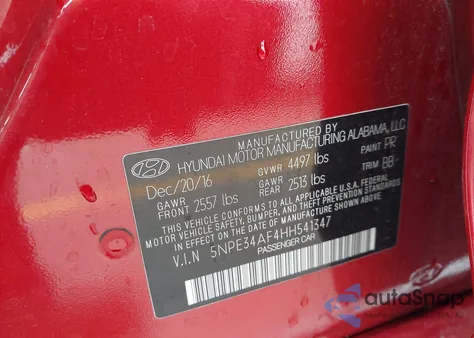 MANUFACTURED BY
HYUNDAI MOTOR MANUFACTURING ALABAMA, LLC
Dec/20/16 GVWR 4497 lbs PAINT PR
GAWR FRONT 2557 lbs GAWR REAR 2513 lbs TRIM BB-
THIS VEHICLE CONFORMS TO ALL APPLICABLE U.S.A. FEDERAL
MOTOR VEHICLE SAFETY, BUMPER, AND THEFT PREVENTION STANDARDS
IN EFFECT ON THE DATE OF MANUFACTURE SHOWN ABOVE.
V.I.N 5NPE34AF4HH541347
PASSENGER CAR
autoSnap